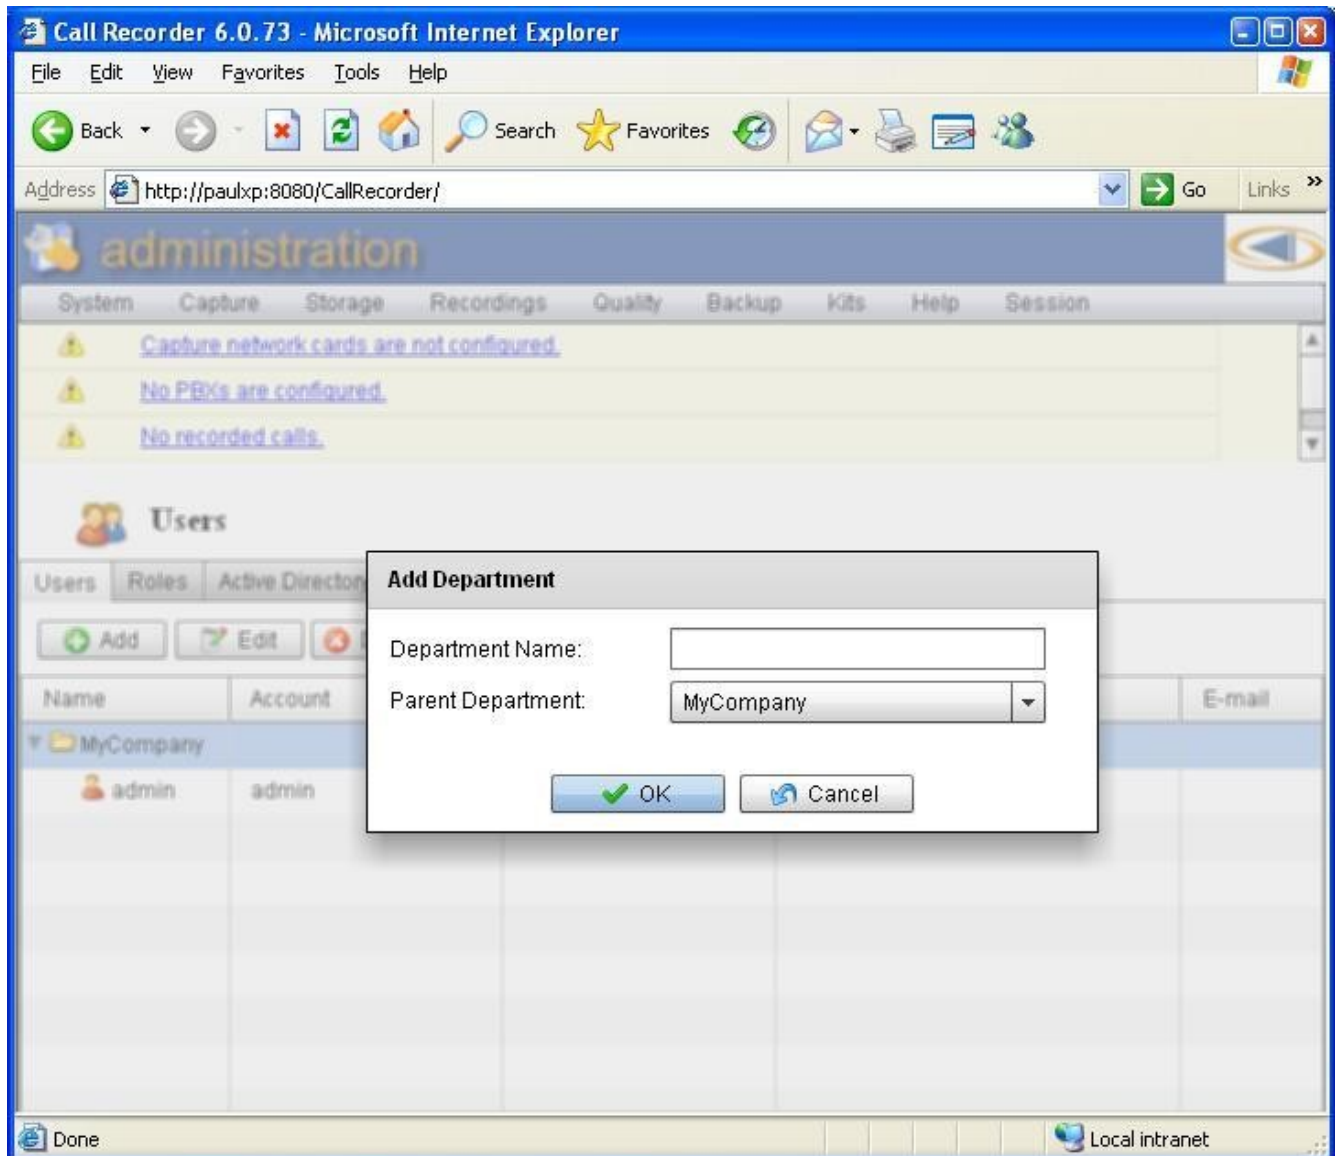 Call Recorder 6.0.73 - Microsoft Internet Explorer
File Edit View Favorites Tools Help
Back Search Favorites
Address http://paulxp:8080/CallRecorder/ Go Links »
administration
System Capture Storage Recordings Quality Backup Kits Help Session
Capture network cards are not configured.
No PBXs are configured.
No recorded calls.
Users
Users Roles Active Directory
Add Edit
Name Account E-mail
MyCompany
admin admin
Add Department
Department Name:
Parent Department: MyCompany
OK Cancel
Done Local intranet